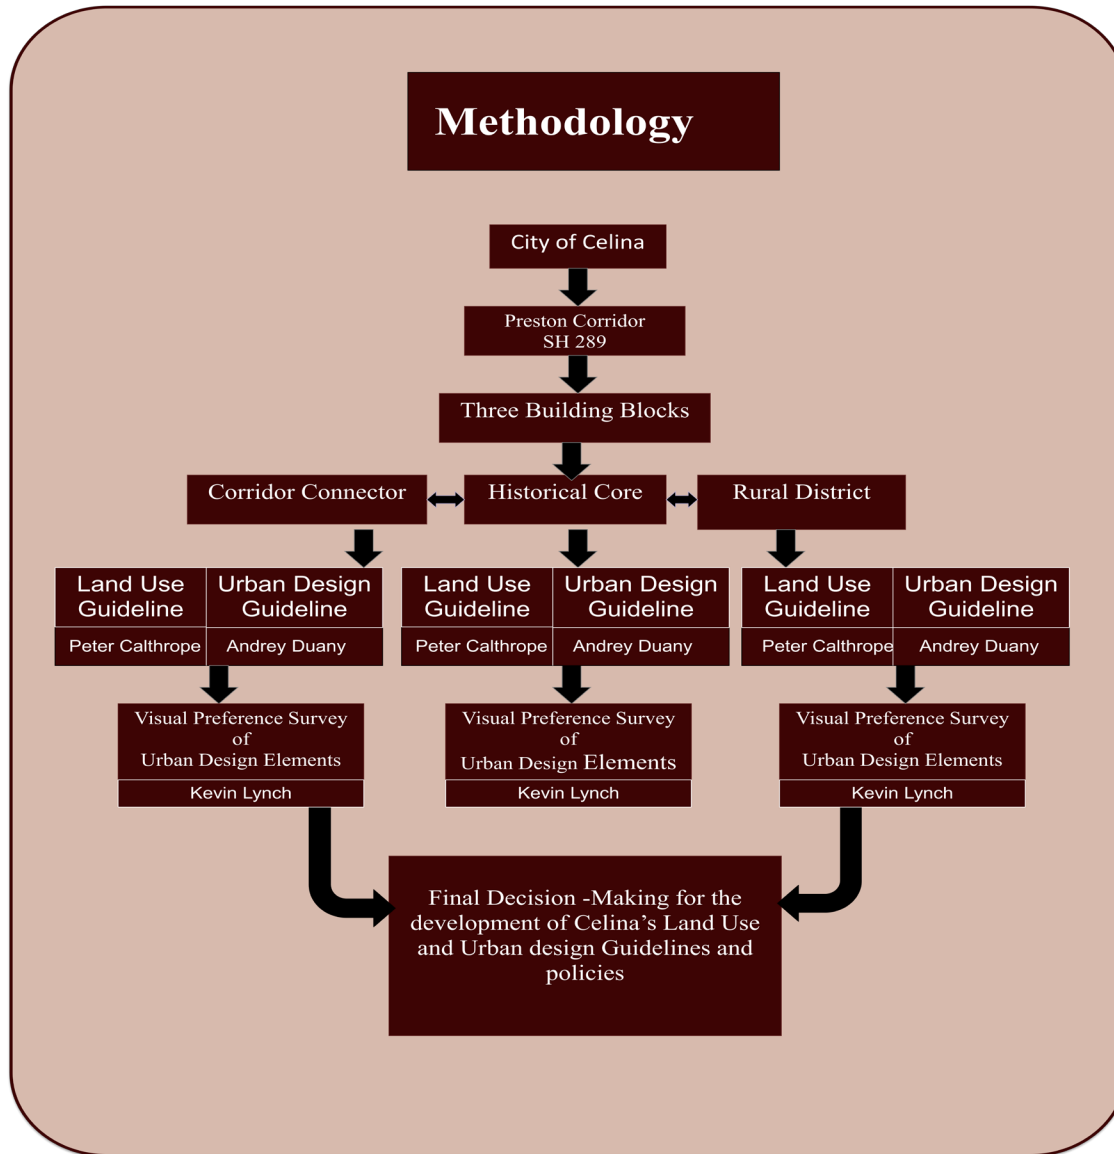 Methodology
City of Celina
Preston Corridor
SH 289
Three Building Blocks
Corridor Connector
Historical Core
Rural District
Land Use
Guideline
Urban Design
Guideline
Land Use
Guideline
Urban Design
Guideline
Land Use
Guideline
Urban Design
Guideline
Peter Calthrope
Andrey Duany
Peter Calthrope
Andrey Duany
Peter Calthrope
Andrey Duany
Visual Preference Survey
of
Urban Design Elements
Visual Preference Survey
of
Urban Design Elements
Visual Preference Survey
of
Urban Design Elements
Kevin Lynch
Kevin Lynch
Kevin Lynch
Final Decision -Making for the
development of Celina’s Land Use
and Urban design Guidelines and
policies